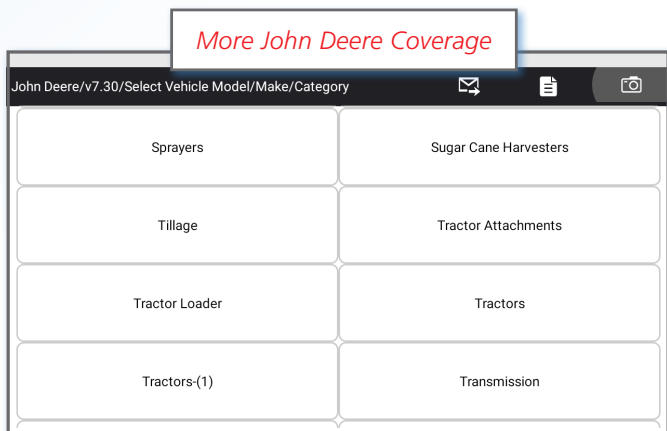 More John Deere Coverage
John Deere/v7.30/Select Vehicle Model/Make/Category
Sprayers
Sugar Cane Harvesters
Tillage
Tractor Attachments
Tractor Loader
Tractors
Tractors-(1)
Transmission